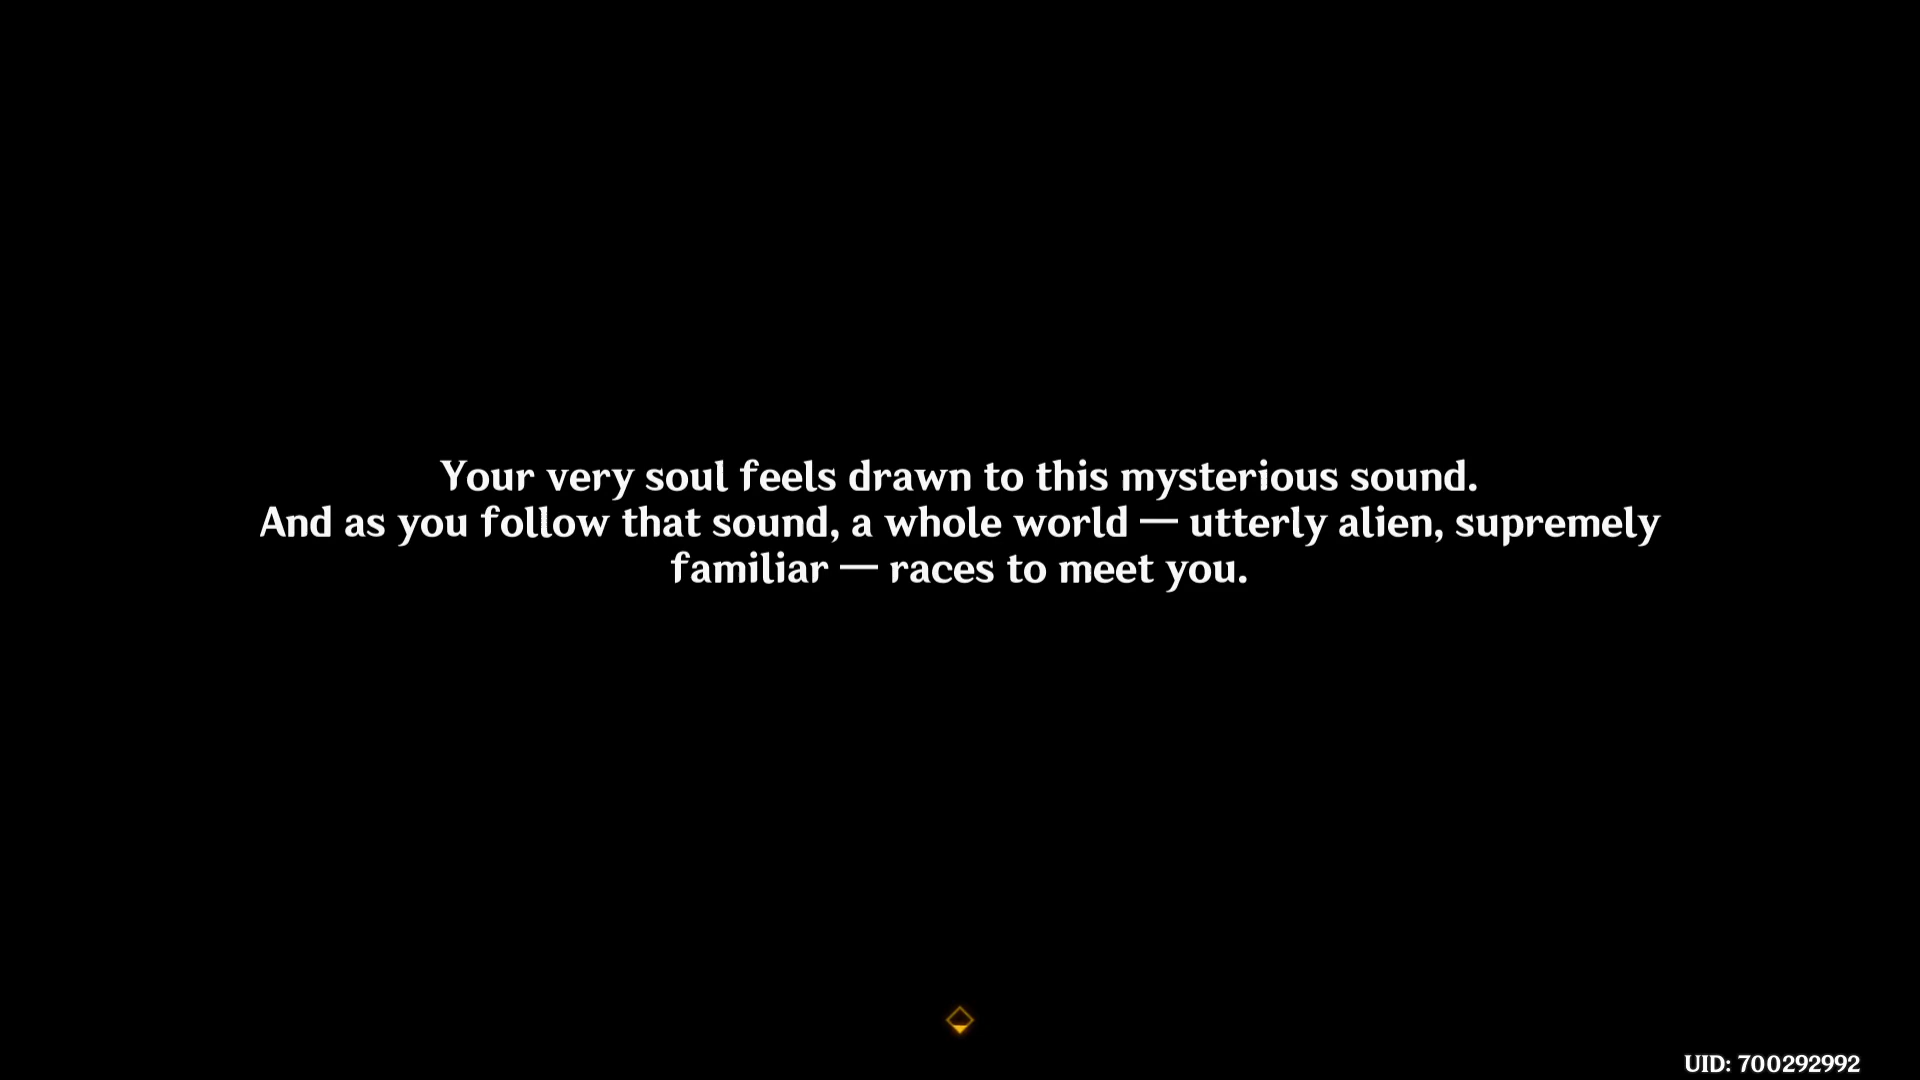 Your very soul feels drawn to this mysterious sound.
And as you follow that sound, a whole world — utterly alien, supremely
familiar — races to meet you.
UID: 700292992